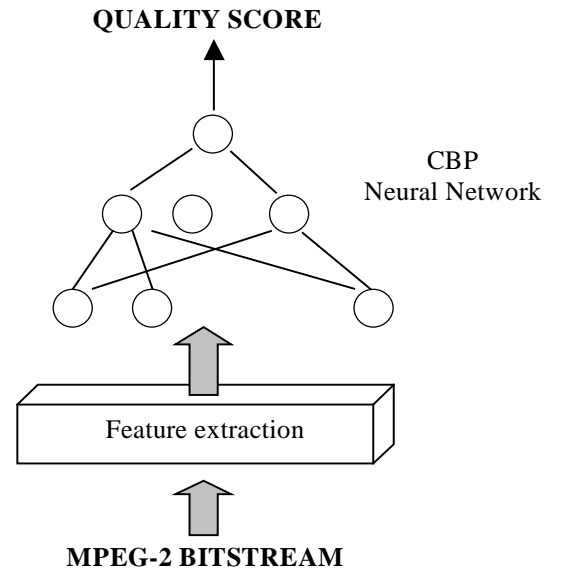 QUALITY SCORE
CBP
Neural Network
Feature extraction
MPEG-2 BITSTREAM